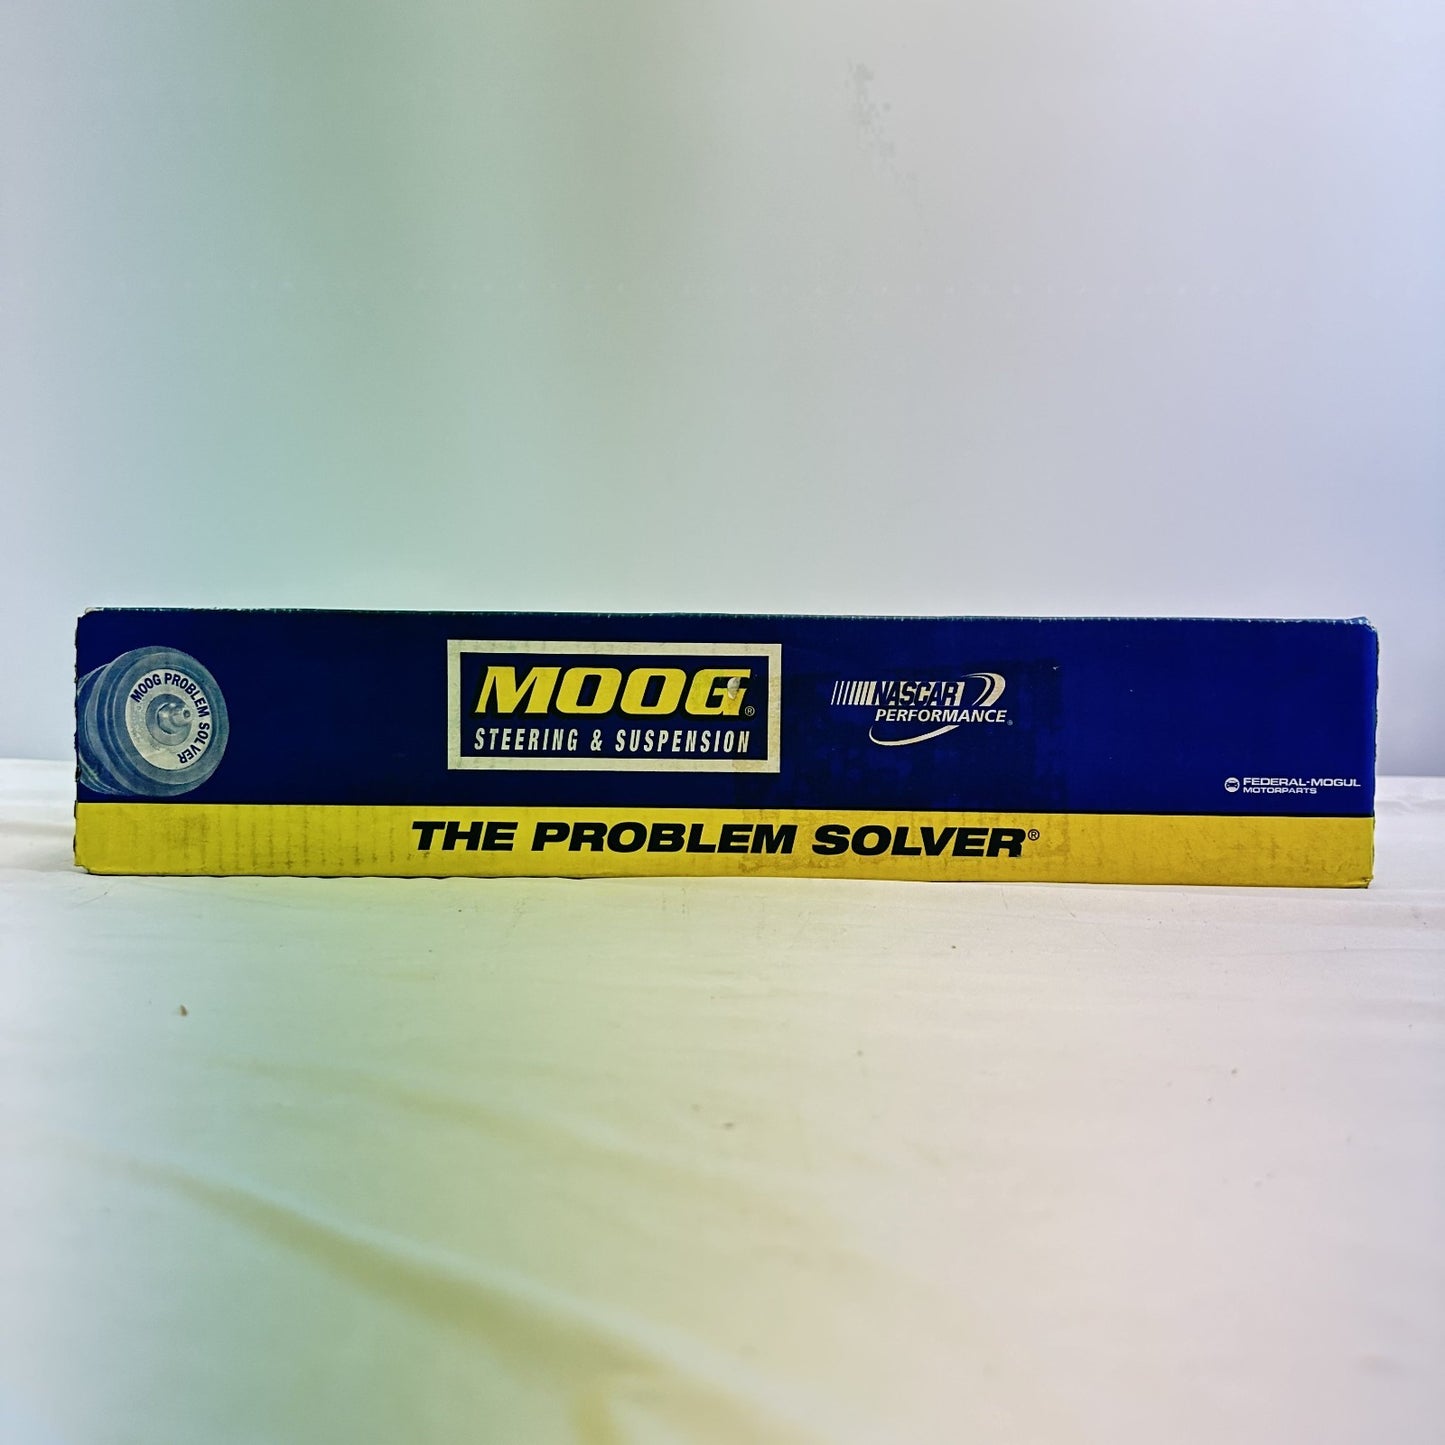 MOOG PROBLEM SOLVER
MOOG®
STEERING & SUSPENSION
NASCAR
PERFORMANCE®
FEDERAL-MOGUL
MOTORPARTS
THE PROBLEM SOLVER®